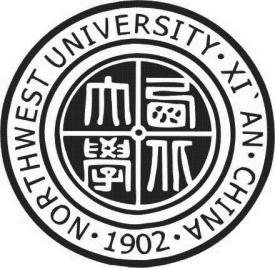 NORTHWEST UNIVERSITY·XI`AN·CHINA
·1902·
西北
大學